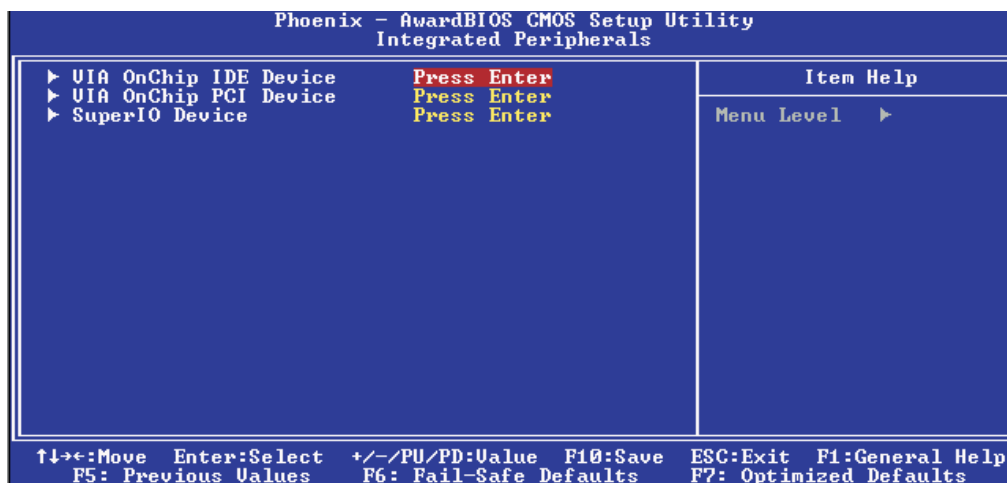 Phoenix - AwardBIOS CMOS Setup Utility
Integrated Peripherals
► VIA OnChip IDE Device Press Enter
► VIA OnChip PCI Device Press Enter
► SuperIO Device Press Enter
Item Help
Menu Level ►
↑↓→←:Move Enter:Select +/-/PU/PD:Value F10:Save ESC:Exit F1:General Help
F5: Previous Values F6: Fail-Safe Defaults F7: Optimized Defaults